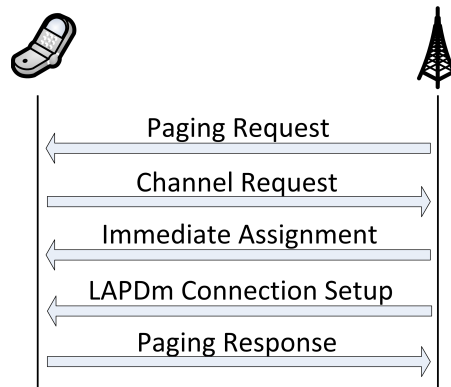 Paging Request
Channel Request
Immediate Assignment
LAPDm Connection Setup
Paging Response